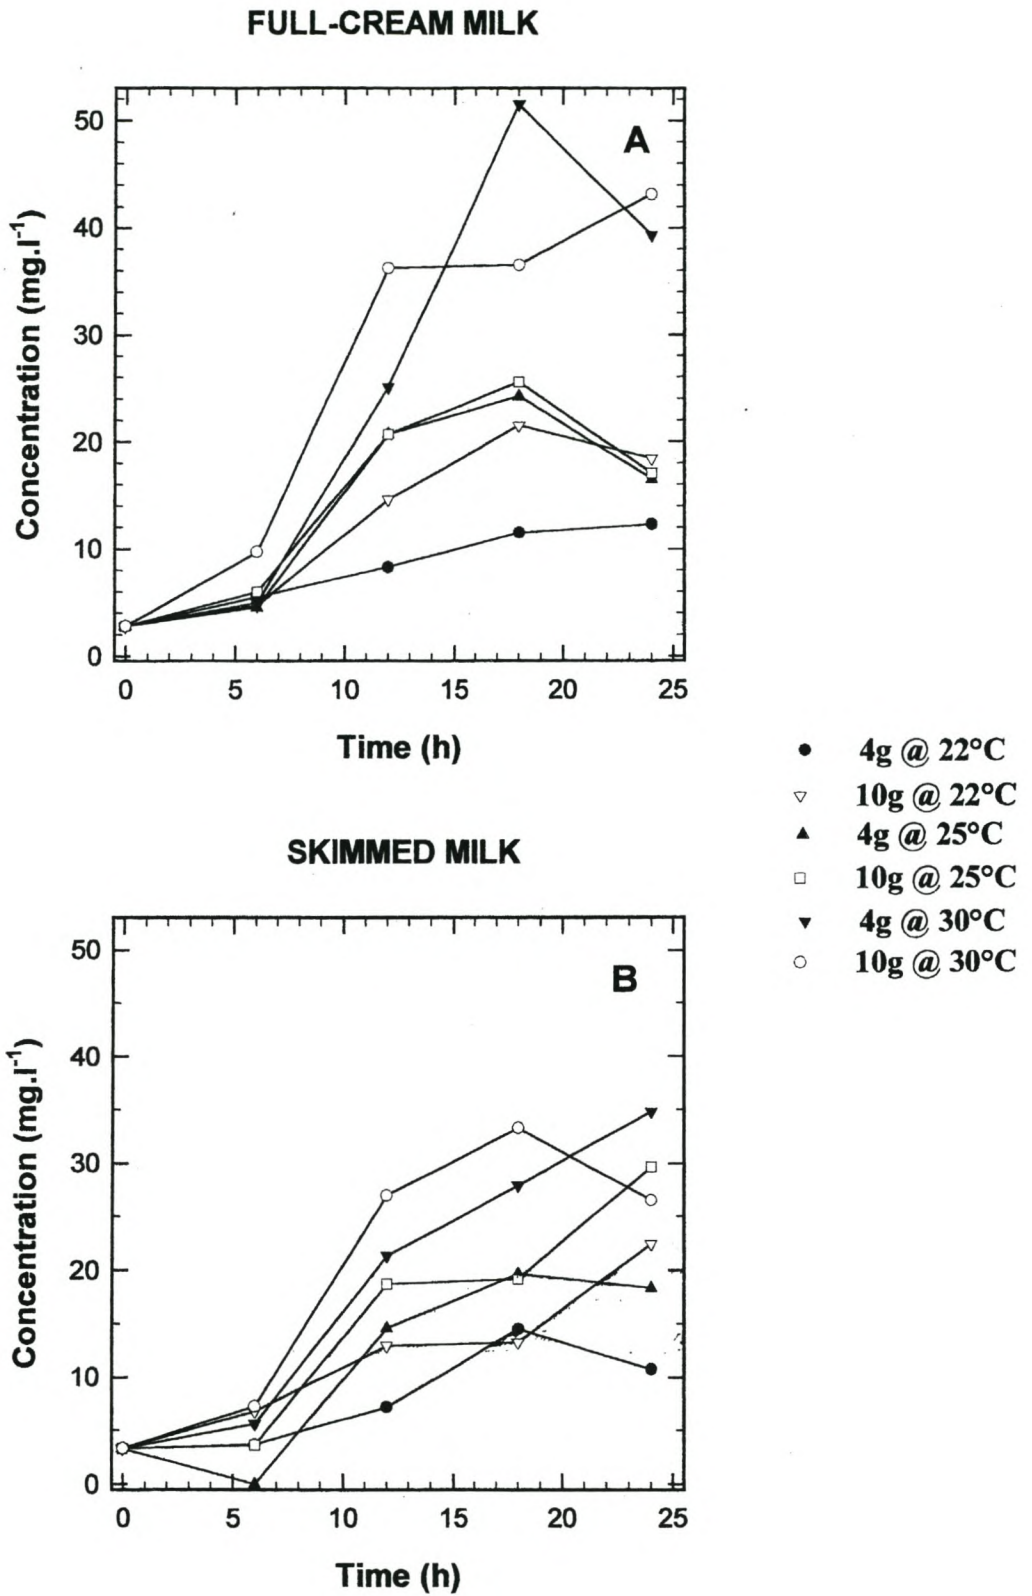 FULL-CREAM MILK
A
50
40
30
20
10
0
Concentration (mg.l⁻¹)
0 5 10 15 20 25
Time (h)
4g @ 22°C
10g @ 22°C
4g @ 25°C
10g @ 25°C
4g @ 30°C
10g @ 30°C
SKIMMED MILK
B
50
40
30
20
10
0
Concentration (mg.l⁻¹)
0 5 10 15 20 25
Time (h)